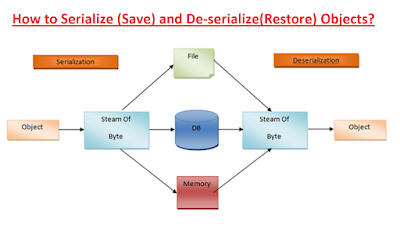 How to Serialize (Save) and De-serialize(Restore) Objects?
File
Serialization
Deserialization
Object
Steam Of
Byte
DB
Steam Of
Byte
Object
Memory